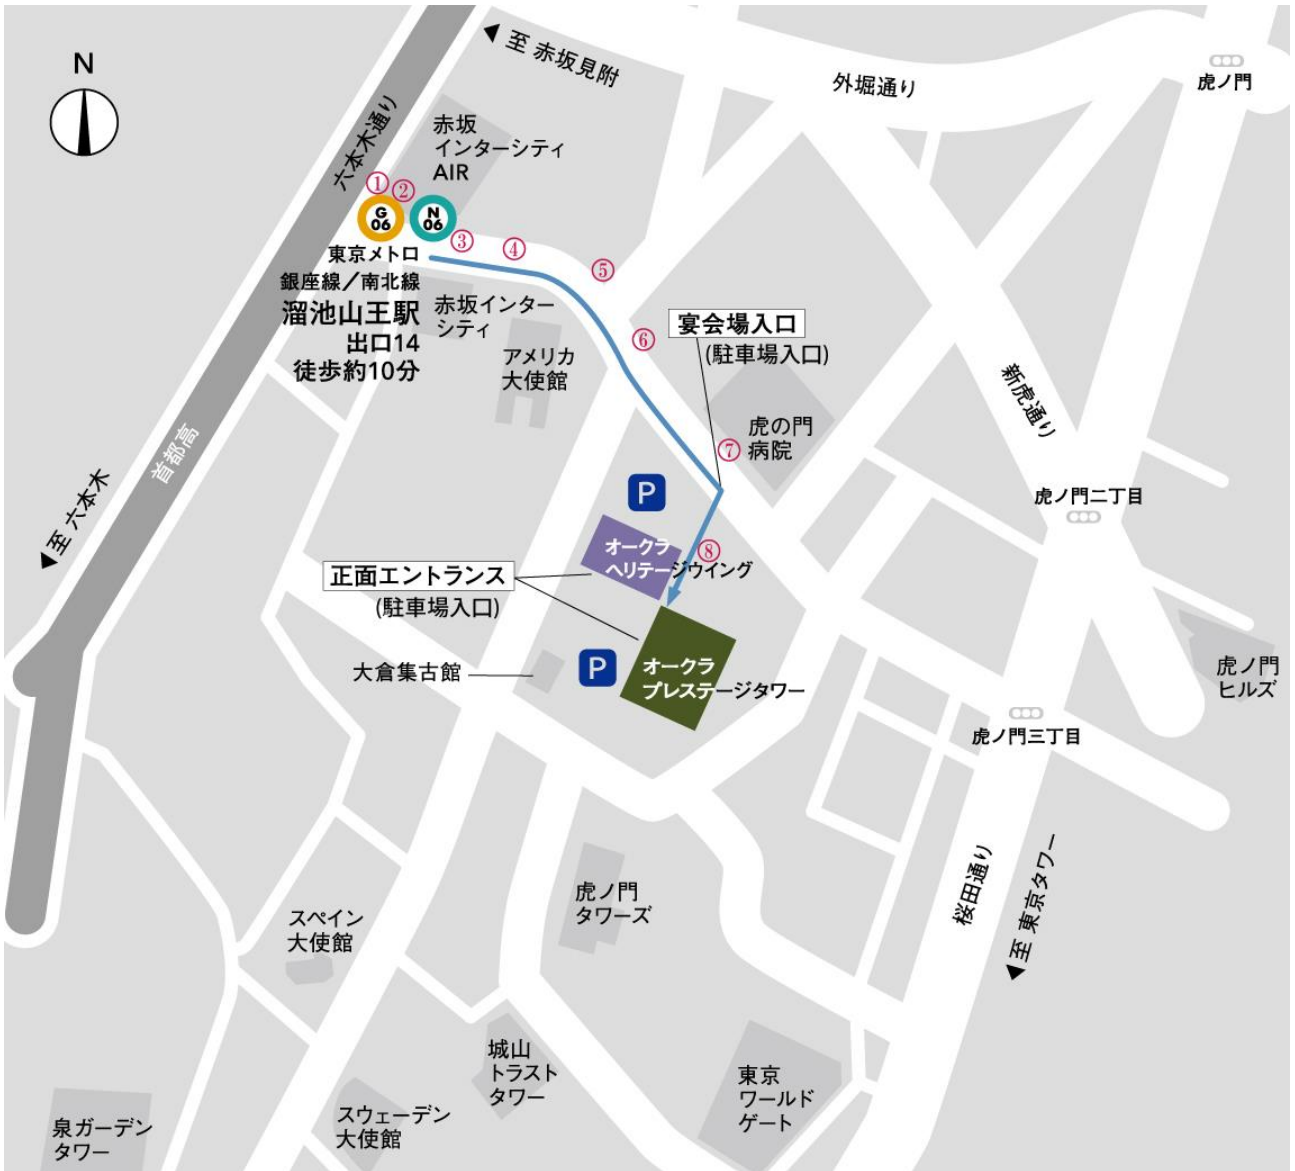 N
至 赤坂見附
外堀通り
虎ノ門
六本木通り
赤坂
インターシティ
AIR
①
②
G
06
N
06
③
④
⑤
⑥
⑦
⑧
東京メトロ
銀座線／南北線
溜池山王駅
出口14
徒歩約10分
赤坂インター
シティ
アメリカ
大使館
宴会場入口
(駐車場入口)
虎の門
病院
新虎通り
首都高
至 六本木
P
虎ノ門二丁目
オークラ
ヘリテージウイング
正面エントランス
(駐車場入口)
大倉集古館
P
オークラ
プレステージタワー
虎ノ門
ヒルズ
虎ノ門三丁目
桜田通り
至 東京タワー
虎ノ門
タワーズ
スペイン
大使館
城山
トラスト
タワー
東京
ワールド
ゲート
スウェーデン
大使館
泉ガーデン
タワー